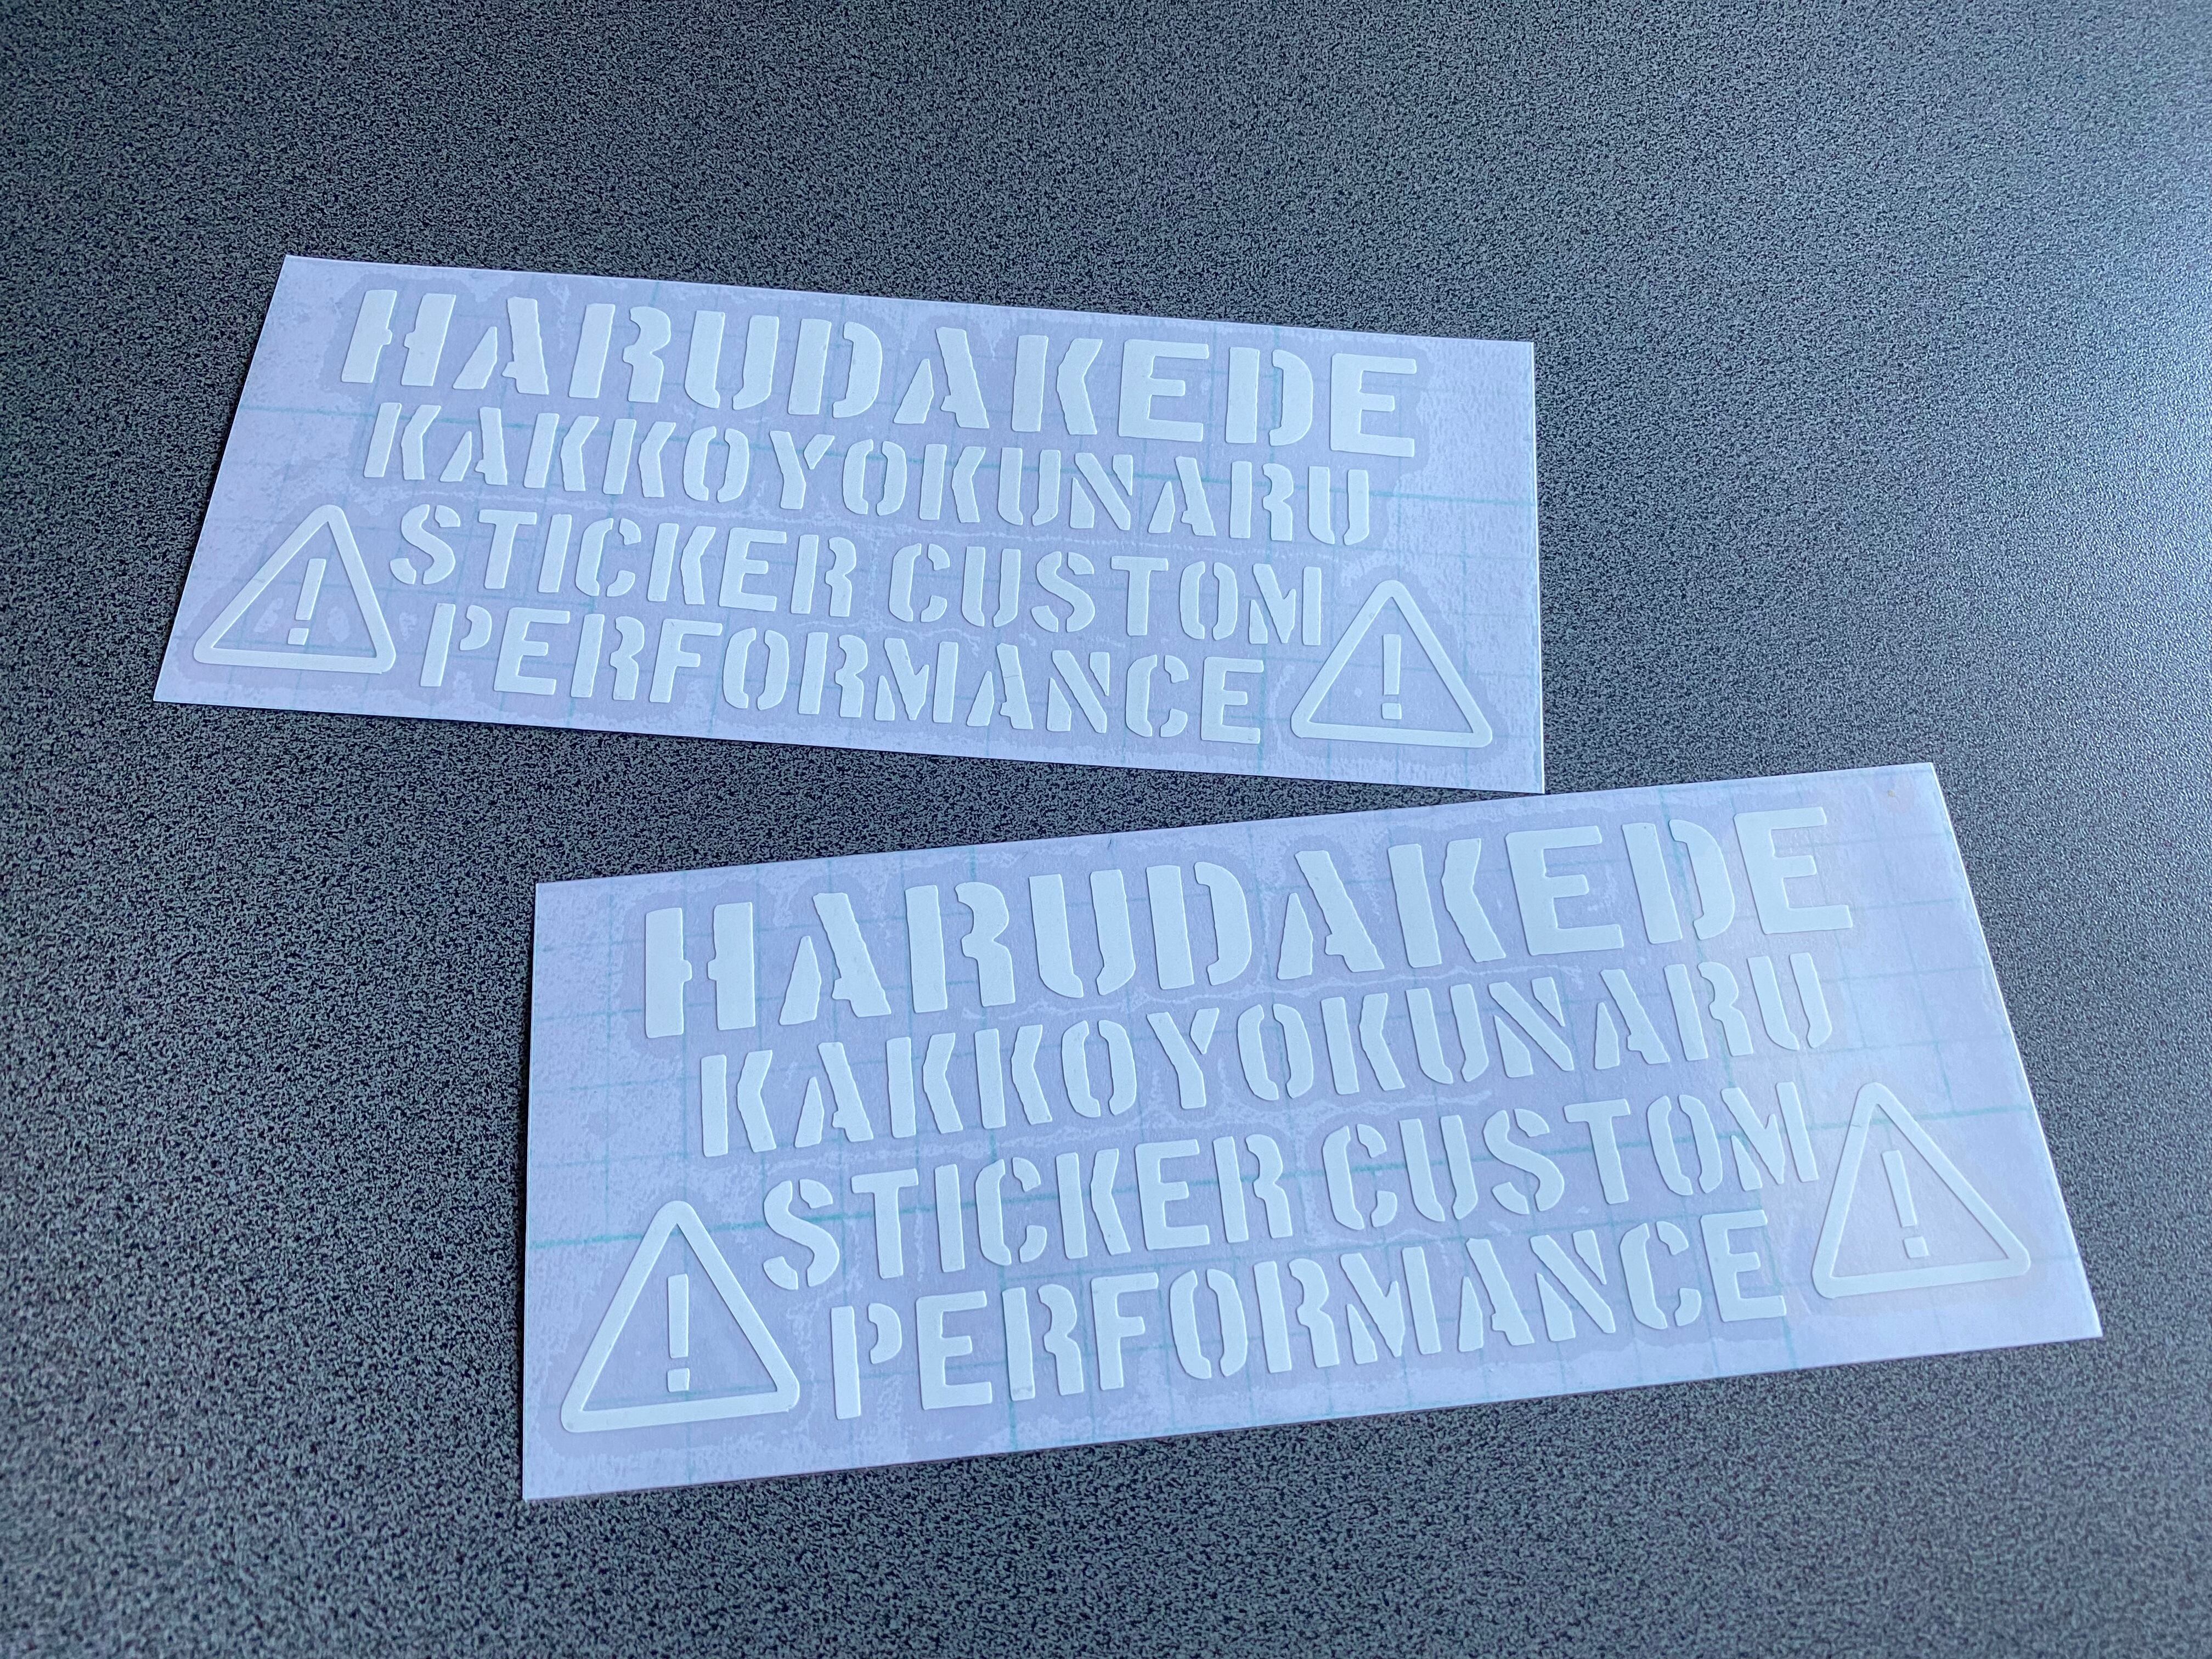 HARUDAKEDE
KAKKOYOKUNARU
STICKER CUSTOM
PERFORMANCE
HARUDAKEDE
KAKKOYOKUNARU
STICKER CUSTOM
PERFORMANCE